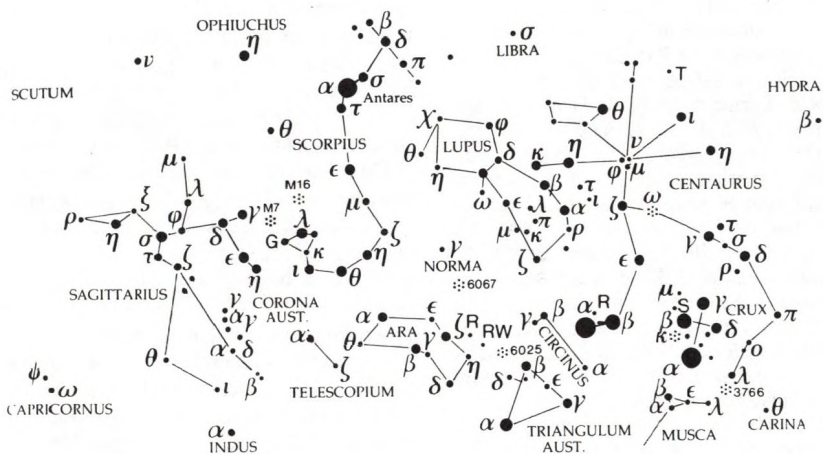 β
δ
π
OPHIUCHUS
η
ν
σ
LIBRA
SCUTUM
α
σ
Antares
τ
SCORPIUS
θ
T
HYDRA
β
θ
ι
χ
φ
LUPUS
θ
η
δ
κ
η
ν
φ
μ
η
CENTAURUS
μ
λ
ε
M16
M7
ρ
ζ
η
σ
φ
τ
ζ
δ
γ
ε
η
SAGITTARIUS
G
λ
κ
ι
θ
η
ζ
μ
ω
ε
β
λ
π
μ
κ
ζ
α
ρ
τ
ι
ζ
ω
ε
ν
τ
σ
δ
ρ
γ
NORMA
6067
CORONA
AUST.
γ
α
γ
α
δ
β
θ
ι
α
ζ
TELESCOPIUM
α
ε
ARA
θ
β
γ
δ
ζ
R
RW
6025
γ
β
CIRCINUS
α
α
R
β
μ
S
γ
CRUX
β
δ
κ
α
π
ο
λ
3766
δ
β
ε
γ
α
TRIANGULUM
AUST.
β
α
ε
λ
MUSCA
θ
CARINA
ψ
ω
CAPRICORNUS
α
INDUS